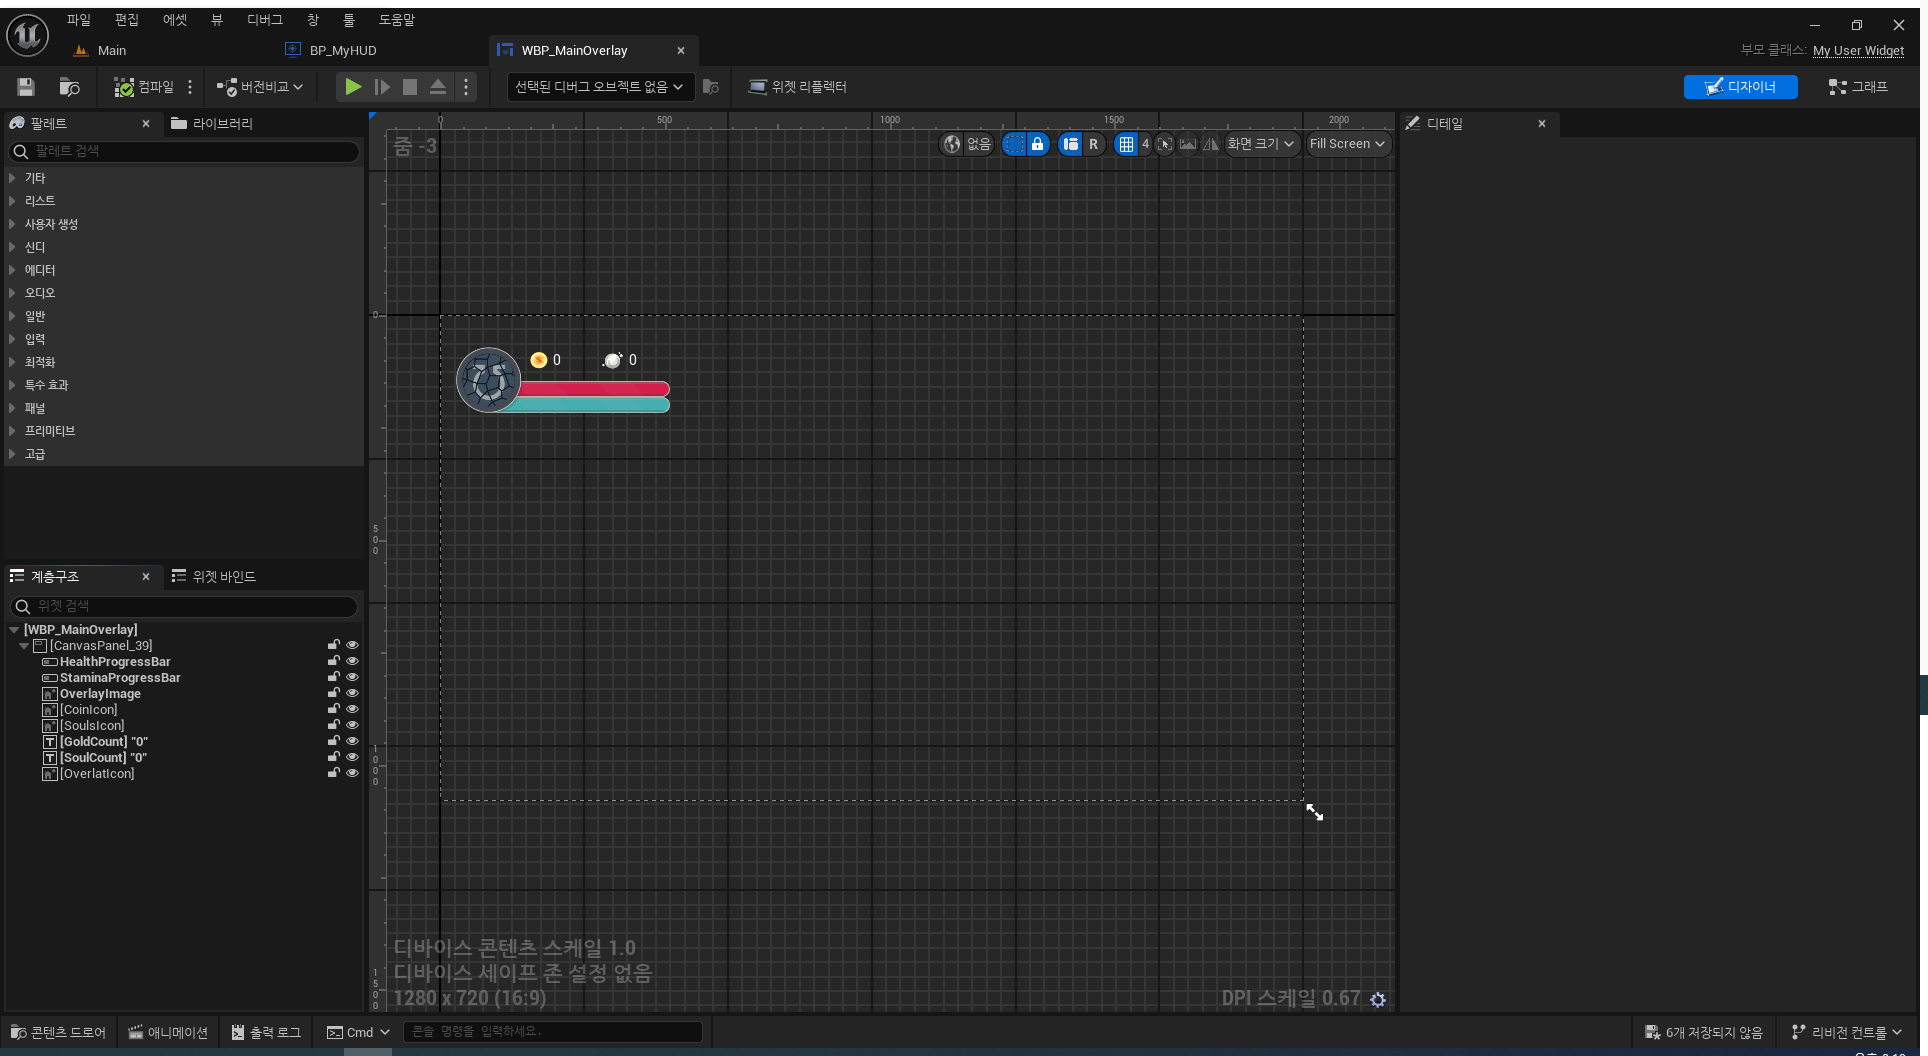 파일 편집 에셋 뷰 디버그 창 툴 도움말
Main BP_MyHUD WBP_MainOverlay
부모 클래스: My User Widget
컴파일 버전비교 선택된 디버그 오브젝트 없음 위젯 리플렉터 디자이너 그래프
팔레트 라이브러리
팔레트 검색
기타
리스트
사용자 생성
신디
에디터
오디오
일반
입력
최적화
특수 효과
패널
프리미티브
고급
계층구조 위젯 바인드
위젯 검색
[WBP_MainOverlay]
[CanvasPanel_39]
HealthProgressBar
StaminaProgressBar
OverlayImage
[CoinIcon]
[SoulsIcon]
[GoldCount] "0"
[SoulCount] "0"
[OverlatIcon]
0 500 1000 1500 2000
줌 -3
없음 R 4 화면 크기 Fill Screen
0
500
1000
1500
0 0
디바이스 콘텐츠 스케일 1.0
디바이스 세이프 존 설정 없음
1280 x 720 (16:9)
DPI 스케일 0.67
디테일
콘텐츠 드로어 애니메이션 출력 로그 Cmd 콘솔 명령을 입력하세요.
6개 저장되지 않음 리비전 컨트롤